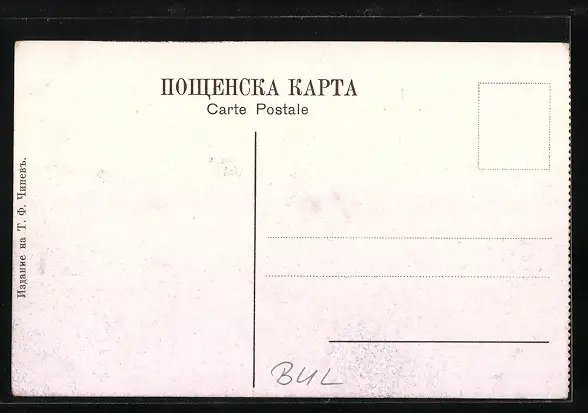 ПОЩЕНСКА КАРТА
Carte Postale
Издание на Т. Ф. Чипевъ.
BUL